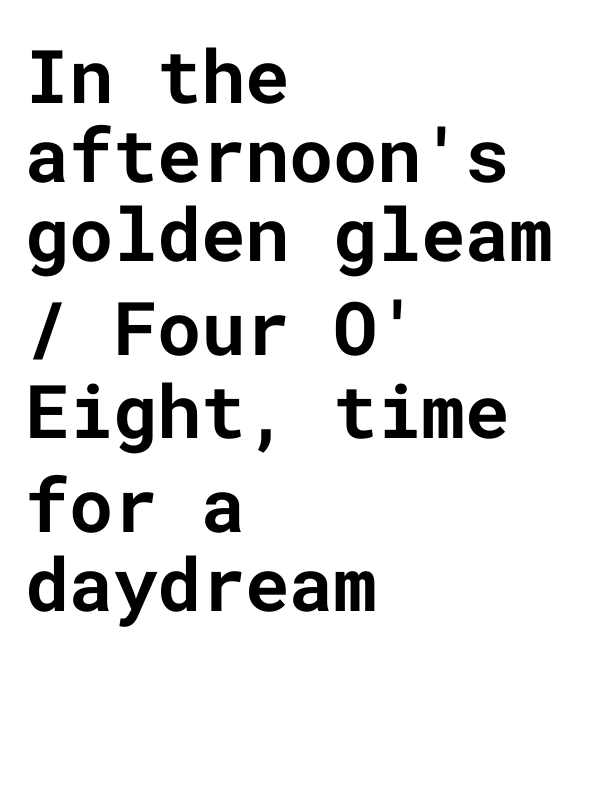 In the
afternoon's
golden gleam
/ Four O'
Eight, time
for a
daydream